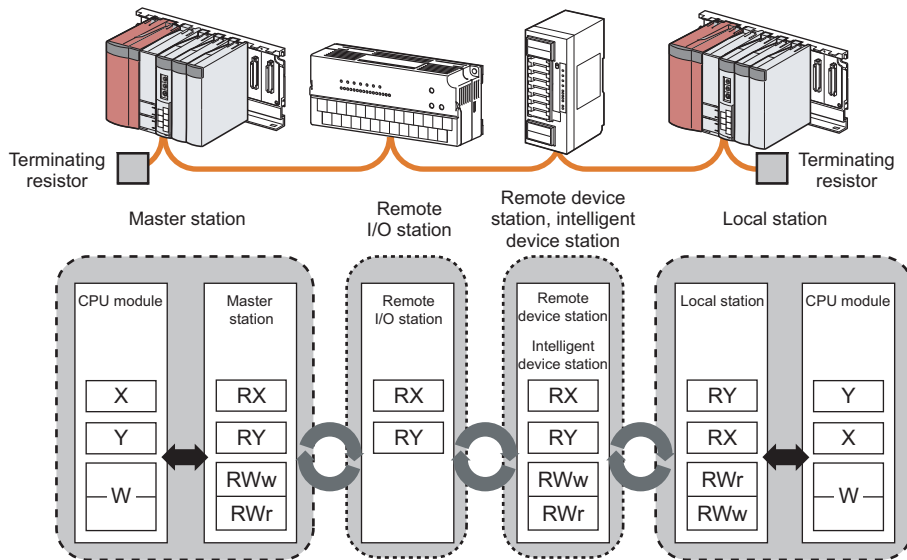 Terminating
resistor
Terminating
resistor
Master station
Remote
I/O station
Remote device
station, intelligent
device station
Local station
CPU module
X
Y
W
Master
station
RX
RY
RWw
RWr
Remote
I/O station
RX
RY
Remote
device station
Intelligent
device station
RX
RY
RWw
RWr
Local station
RY
RX
RWr
RWw
CPU module
Y
X
W